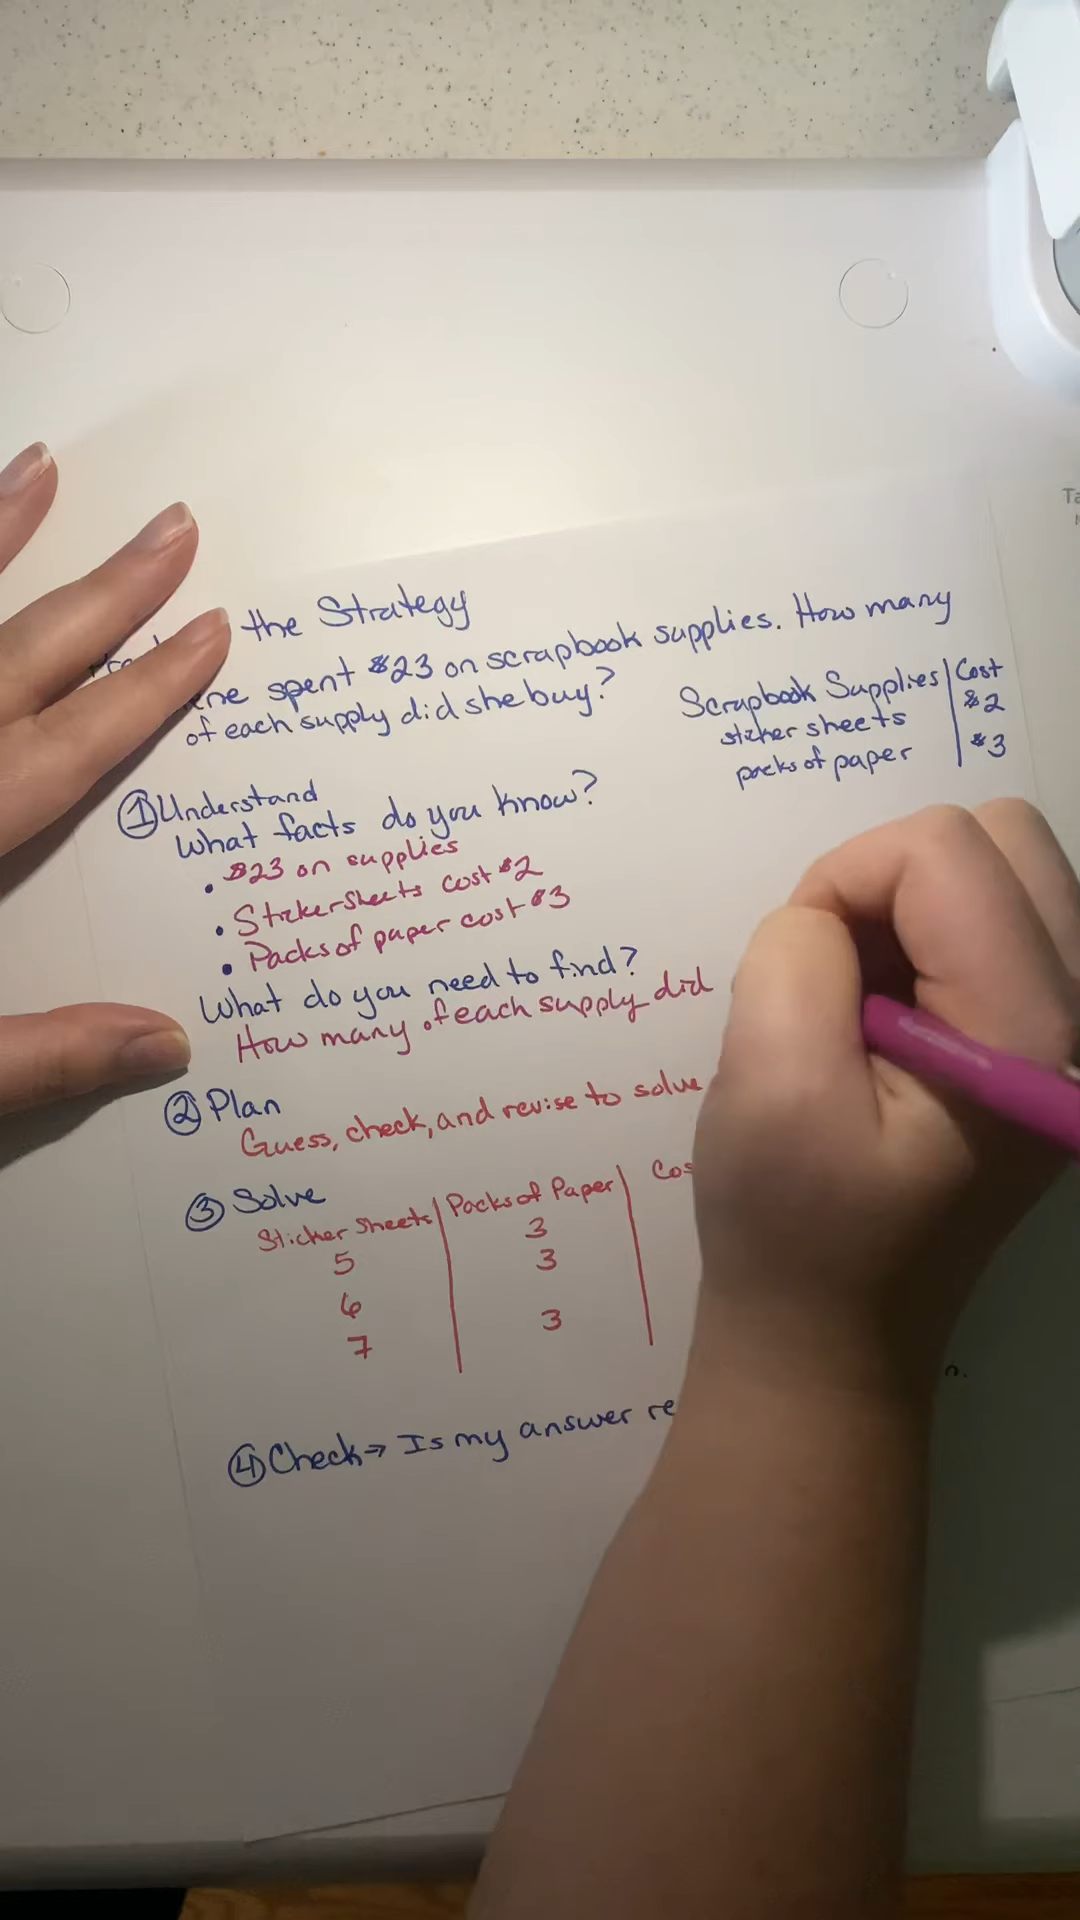 the Strategy
spent $23 on scrapbook supplies. How many
of each supply did she buy?
Scrapbook Supplies Cost
sticker sheets $2
packs of paper $3
① Understand
What facts do you know?
• $23 on supplies
• Sticker Sheets cost $2
• Packs of paper cost $3
What do you need to find?
How many of each supply did
② Plan
Guess, check, and revise to solve
③ Solve
Sticker Sheets Packs of Paper
5 3
6 3
7 3
④ Check → Is my answer